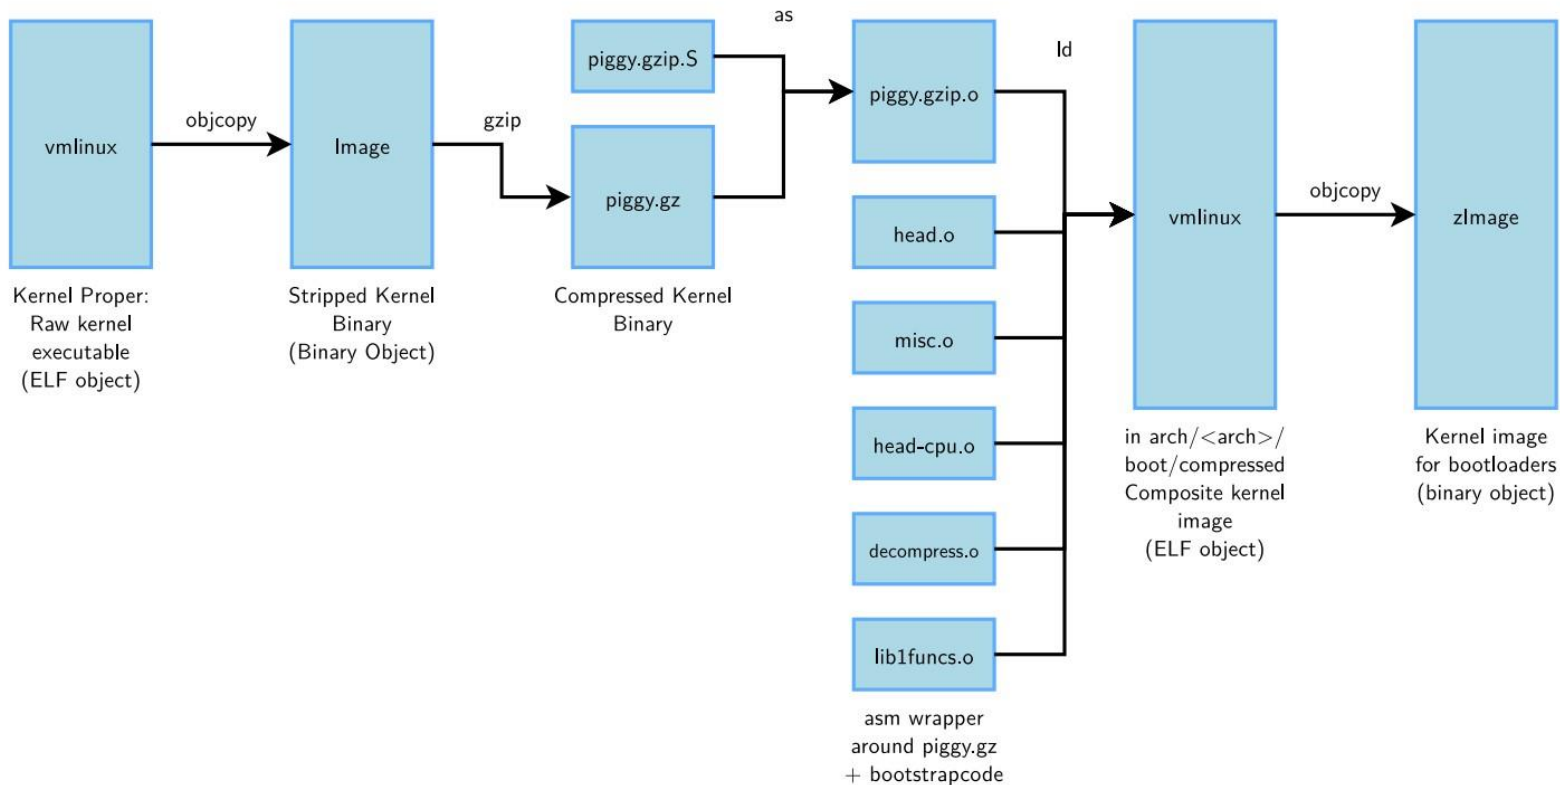 vmlinux
objcopy
Kernel Proper:
Raw kernel
executable
(ELF object)
Image
gzip
Stripped Kernel
Binary
(Binary Object)
piggy.gzip.S
piggy.gz
Compressed Kernel
Binary
as
piggy.gzip.o
head.o
misc.o
head-cpu.o
decompress.o
lib1funcs.o
asm wrapper
around piggy.gz
+ bootstrapcode
ld
vmlinux
in arch/<arch>/
boot/compressed
Composite kernel
image
(ELF object)
objcopy
zImage
Kernel image
for bootloaders
(binary object)